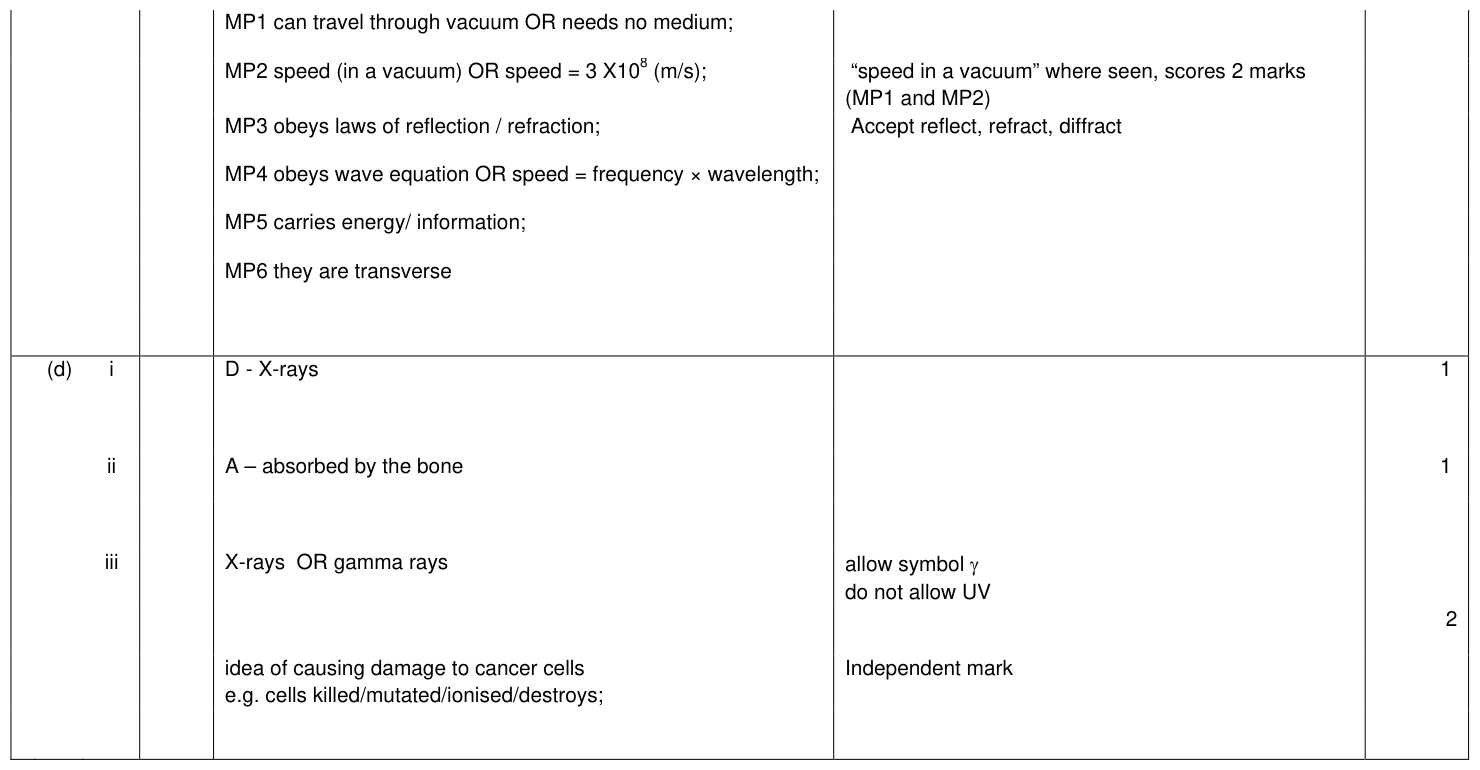 MP1 can travel through vacuum OR needs no medium;
MP2 speed (in a vacuum) OR speed = 3 X10⁸ (m/s);
“speed in a vacuum” where seen, scores 2 marks
(MP1 and MP2)
MP3 obeys laws of reflection / refraction;
Accept reflect, refract, diffract
MP4 obeys wave equation OR speed = frequency × wavelength;
MP5 carries energy/ information;
MP6 they are transverse
(d) i D - X-rays 1
ii A – absorbed by the bone 1
iii X-rays OR gamma rays
allow symbol γ
do not allow UV
2
idea of causing damage to cancer cells
Independent mark
e.g. cells killed/mutated/ionised/destroys;